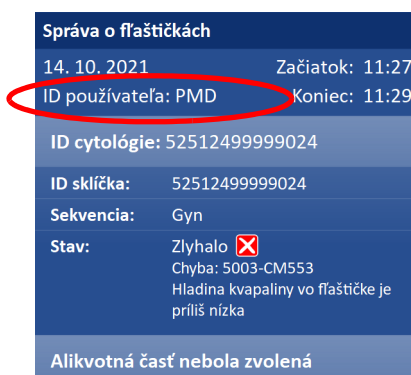 Správa o fľaštičkách
14. 10. 2021 Začiatok: 11:27
ID používateľa: PMD Koniec: 11:29
ID cytológie: 52512499999024
ID sklíčka: 52512499999024
Sekvencia: Gyn
Stav: Zlyhalo
Chyba: 5003-CM553
Hladina kvapaliny vo fľaštičke je
príliš nízka
Alikvotná časť nebola zvolená